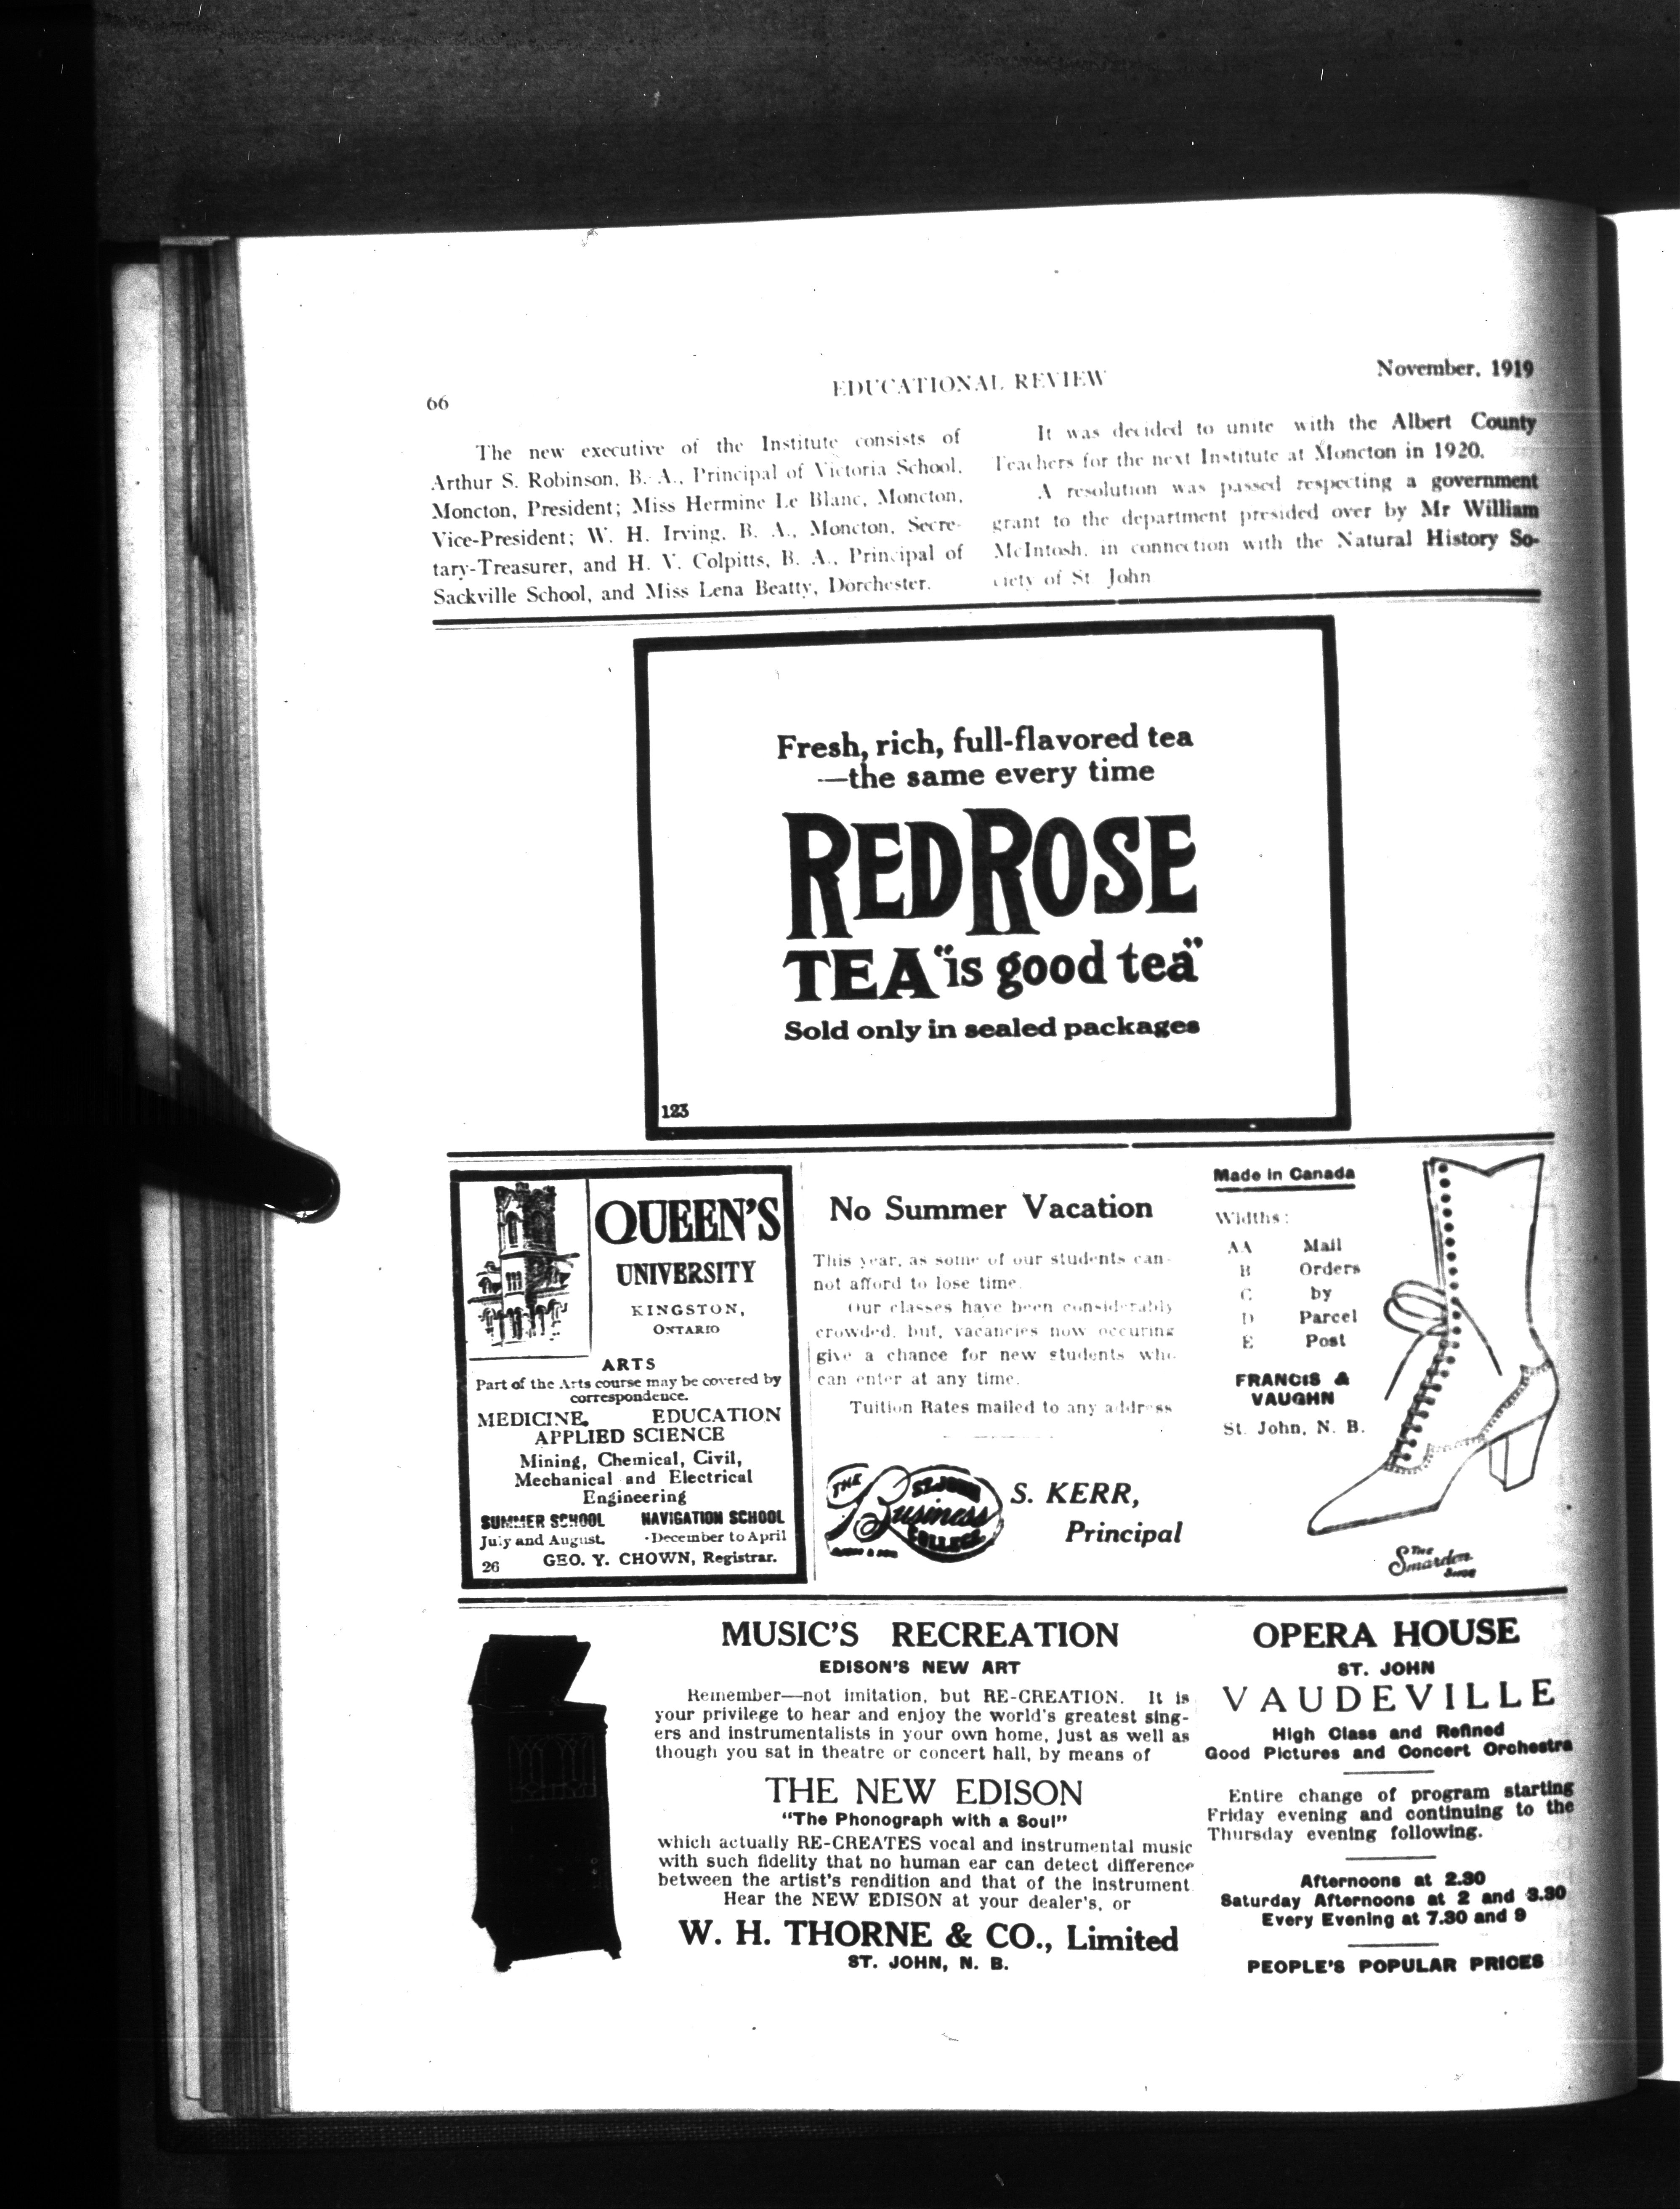 66
EDUCATIONAL REVIEW
November, 1919
The new executive of the Institute consists of
Arthur S. Robinson, B. A., Principal of Victoria School,
Moncton, President; Miss Hermine Le Blanc, Moncton,
Vice-President; W. H. Irving, B. A., Moncton, Secre-
tary-Treasurer, and H. V. Colpitts, B. A., Principal of
Sackville School, and Miss Lena Beatty, Dorchester.
It was decided to unite with the Albert County
Teachers for the next Institute at Moncton in 1920.
A resolution was passed respecting a government
grant to the department presided over by Mr William
McIntosh, in connection with the Natural History So-
ciety of St. John
Fresh, rich, full-flavored tea
—the same every time
RED ROSE
TEA "is good tea"
Sold only in sealed packages
123
QUEEN'S
UNIVERSITY
KINGSTON,
ONTARIO
ARTS
Part of the Arts course may be covered by
correspondence.
MEDICINE, EDUCATION
APPLIED SCIENCE
Mining, Chemical, Civil,
Mechanical and Electrical
Engineering
SUMMER SCHOOL NAVIGATION SCHOOL
July and August. December to April
26 GEO. Y. CHOWN, Registrar.
No Summer Vacation
This year, as some of our students can-
not afford to lose time.
Our classes have been considerably
crowded, but, vacancies now occuring
give a chance for new students who
can enter at any time.
Tuition Rates mailed to any address
THE
ST. JOHN
Business
COLLEGE
S. KERR,
Principal
Made in Canada
Widths:
AA Mail
B Orders
C by
D Parcel
E Post
FRANCIS &
VAUGHN
St. John, N. B.
THE
Smardon
SHOE
MUSIC'S RECREATION
EDISON'S NEW ART
Remember—not imitation, but RE-CREATION. It is
your privilege to hear and enjoy the world's greatest sing-
ers and instrumentalists in your own home, just as well as
though you sat in theatre or concert hall, by means of
THE NEW EDISON
"The Phonograph with a Soul"
which actually RE-CREATES vocal and instrumental music
with such fidelity that no human ear can detect difference
between the artist's rendition and that of the instrument
Hear the NEW EDISON at your dealer's, or
W. H. THORNE & CO., Limited
ST. JOHN, N. B.
OPERA HOUSE
ST. JOHN
VAUDEVILLE
High Class and Refined
Good Pictures and Concert Orchestra
Entire change of program starting
Friday evening and continuing to the
Thursday evening following.
Afternoons at 2.30
Saturday Afternoons at 2 and 3.30
Every Evening at 7.30 and 9
PEOPLE'S POPULAR PRICES